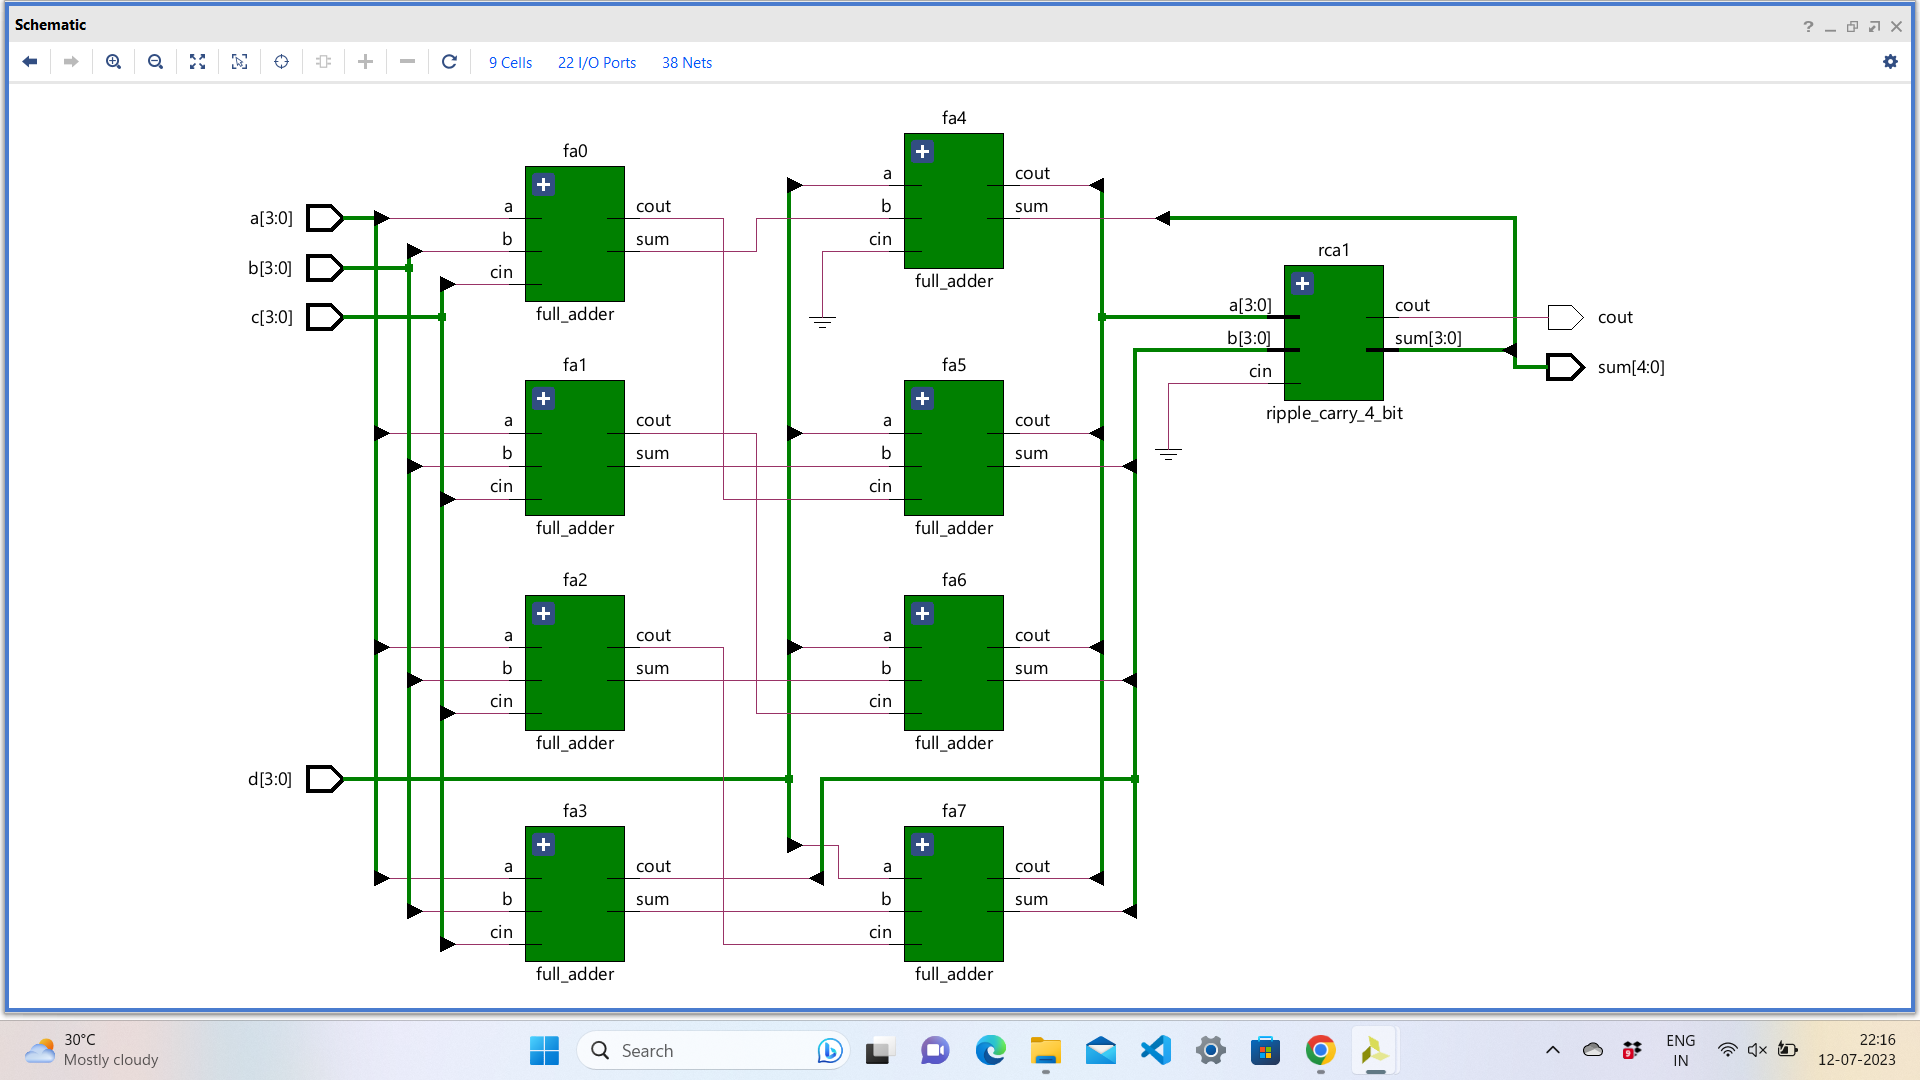 Schematic
9 Cells
22 I/O Ports
38 Nets
fa0
a
b
cin
cout
sum
full_adder
fa4
a
b
cin
cout
sum
full_adder
a[3:0]
b[3:0]
c[3:0]
rca1
a[3:0]
b[3:0]
cin
cout
sum[3:0]
ripple_carry_4_bit
cout
sum[4:0]
fa1
a
b
cin
cout
sum
full_adder
fa5
a
b
cin
cout
sum
full_adder
fa2
a
b
cin
cout
sum
full_adder
fa6
a
b
cin
cout
sum
full_adder
d[3:0]
fa3
a
b
cin
cout
sum
full_adder
fa7
a
b
cin
cout
sum
full_adder
30°C
Mostly cloudy
Search
9
ENG
IN
22:16
12-07-2023